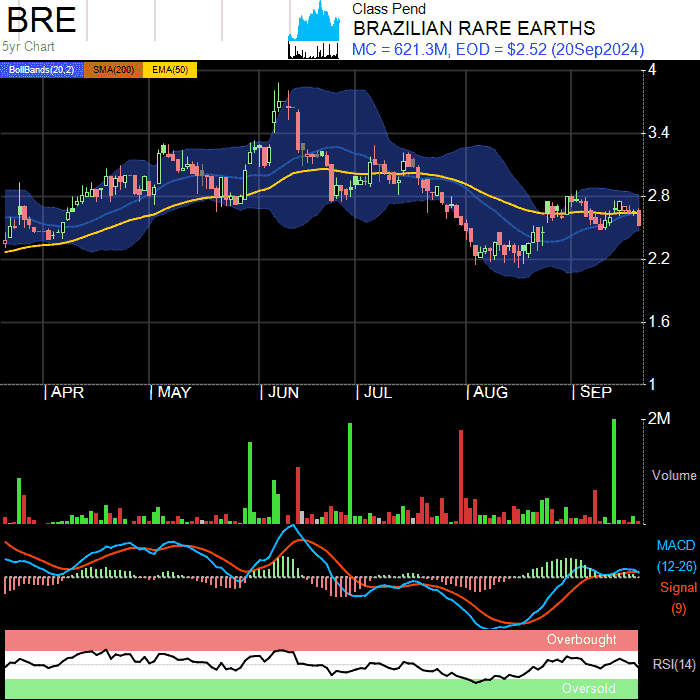 BRE
5yr Chart
Class Pend
BRAZILIAN RARE EARTHS
MC = 621.3M, EOD = $2.52 (20Sep2024)
BollBands(20,2) SMA(200) EMA(50)
4
3.4
2.8
2.2
1.6
1
APR MAY JUN JUL AUG SEP
2M
Volume
MACD
(12-26)
Signal
(9)
Overbought
RSI(14)
Oversold